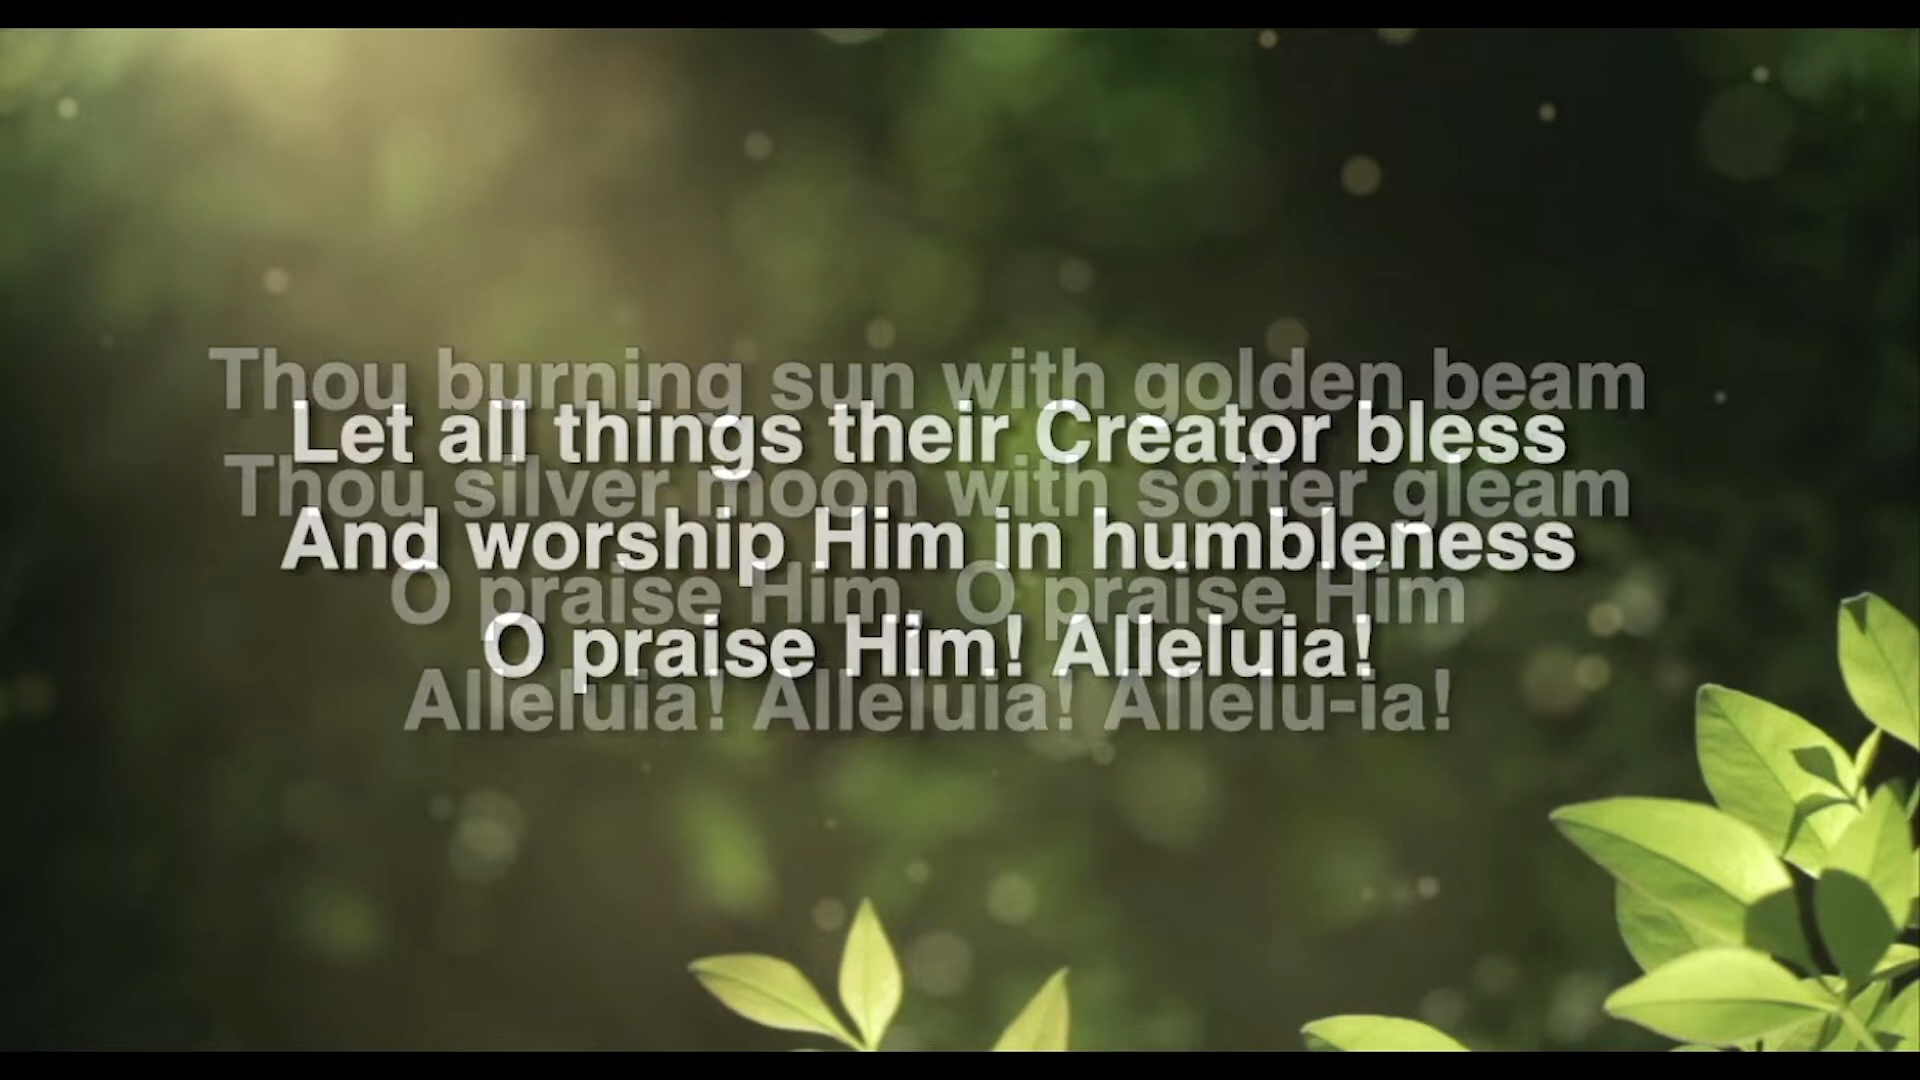 Thou burning sun with golden beam
Let all things their Creator bless
Thou silver moon with softer gleam
And worship Him in humbleness
O praise Him, O praise Him
O praise Him! Alleluia!
Alleluia! Alleluia! Allelu-ia!